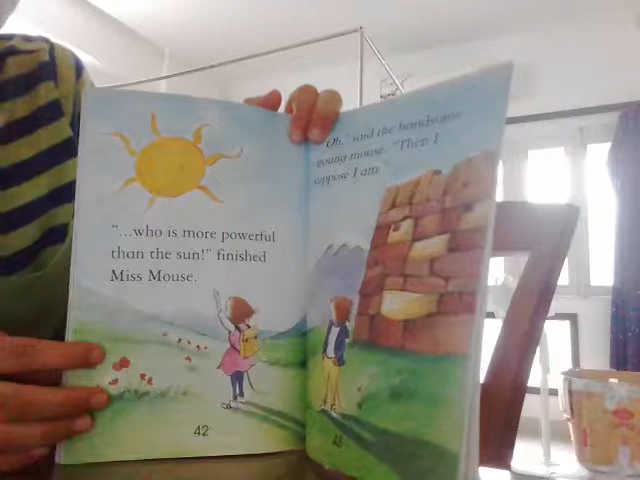 "...who is more powerful
than the sun!" finished
Miss Mouse.
42
"Oh," said the handsome
young mouse. "Then I
suppose I am."
43